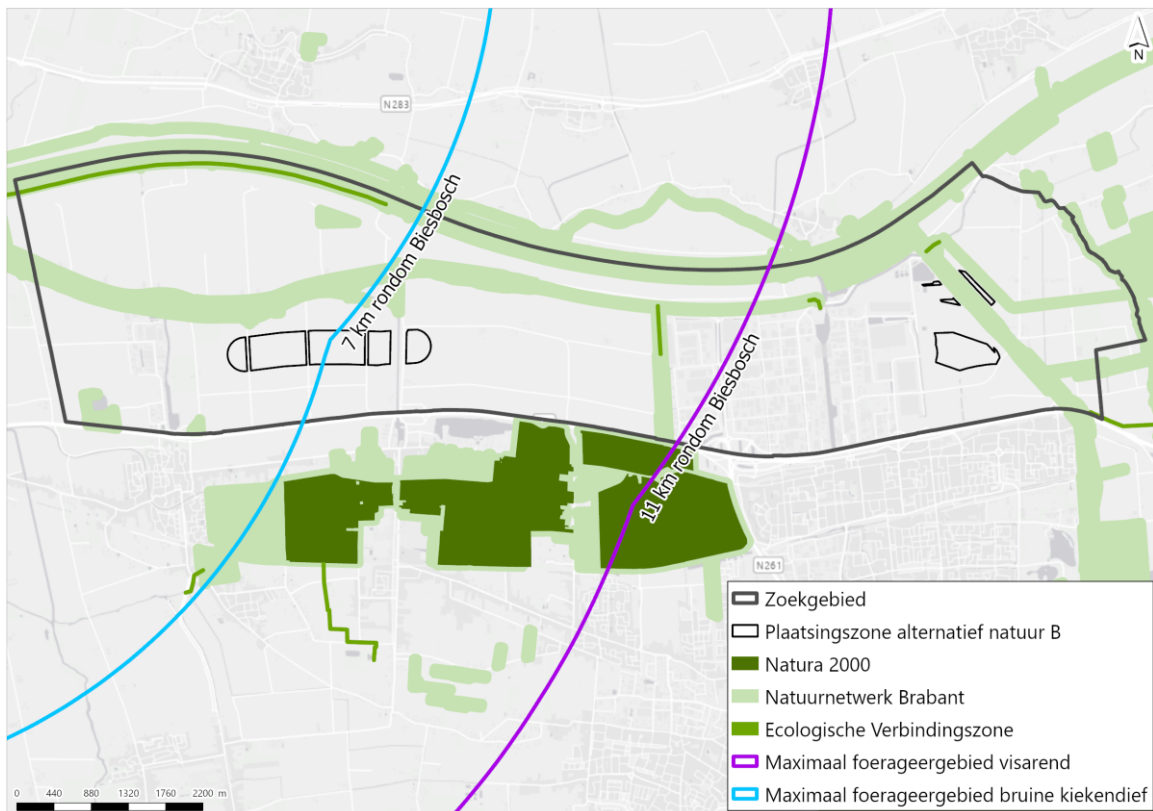 N
N283
7 km rondom Biesbosch
11 km rondom Biesbosch
N261
Zoekgebied
Plaatsingszone alternatief natuur B
Natura 2000
Natuurnetwerk Brabant
Ecologische Verbindingszone
Maximaal foerageergebied visarend
Maximaal foerageergebied bruine kiekendief
0 440 880 1320 1760 2200 m